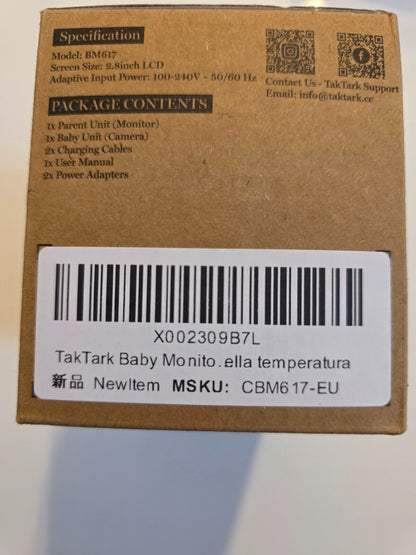 Specification
Model: BM617
Screen Size: 2.8inch LCD
Adaptive Input Power: 100-240V - 50/60 Hz
Contact Us - TakTark Support
Email: info@taktark.cc
PACKAGE CONTENTS
1x Parent Unit (Monitor)
1x Baby Unit (Camera)
2x Charging Cables
1x User Manual
2x Power Adapters
X002309B7L
TakTark Baby Monito.ella temperatura
新品 NewItem MSKU: CBM617-EU